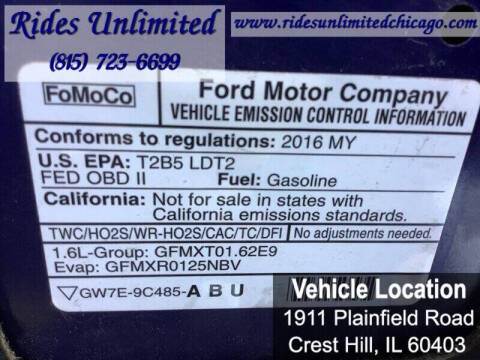 Rides Unlimited
(815) 723-6699
www.ridesunlimitedchicago.com
FoMoCo
Ford Motor Company
VEHICLE EMISSION CONTROL INFORMATION
Conforms to regulations: 2016 MY
U.S. EPA: T2B5 LDT2
FED OBD II Fuel: Gasoline
California: Not for sale in states with
California emissions standards.
TWC/HO2S/WR-HO2S/CAC/TC/DFI No adjustments needed.
1.6L-Group: GFMXT01.62E9
Evap: GFMXR0125NBV
GW7E-9C485-A B U
Vehicle Location
1911 Plainfield Road
Crest Hill, IL 60403